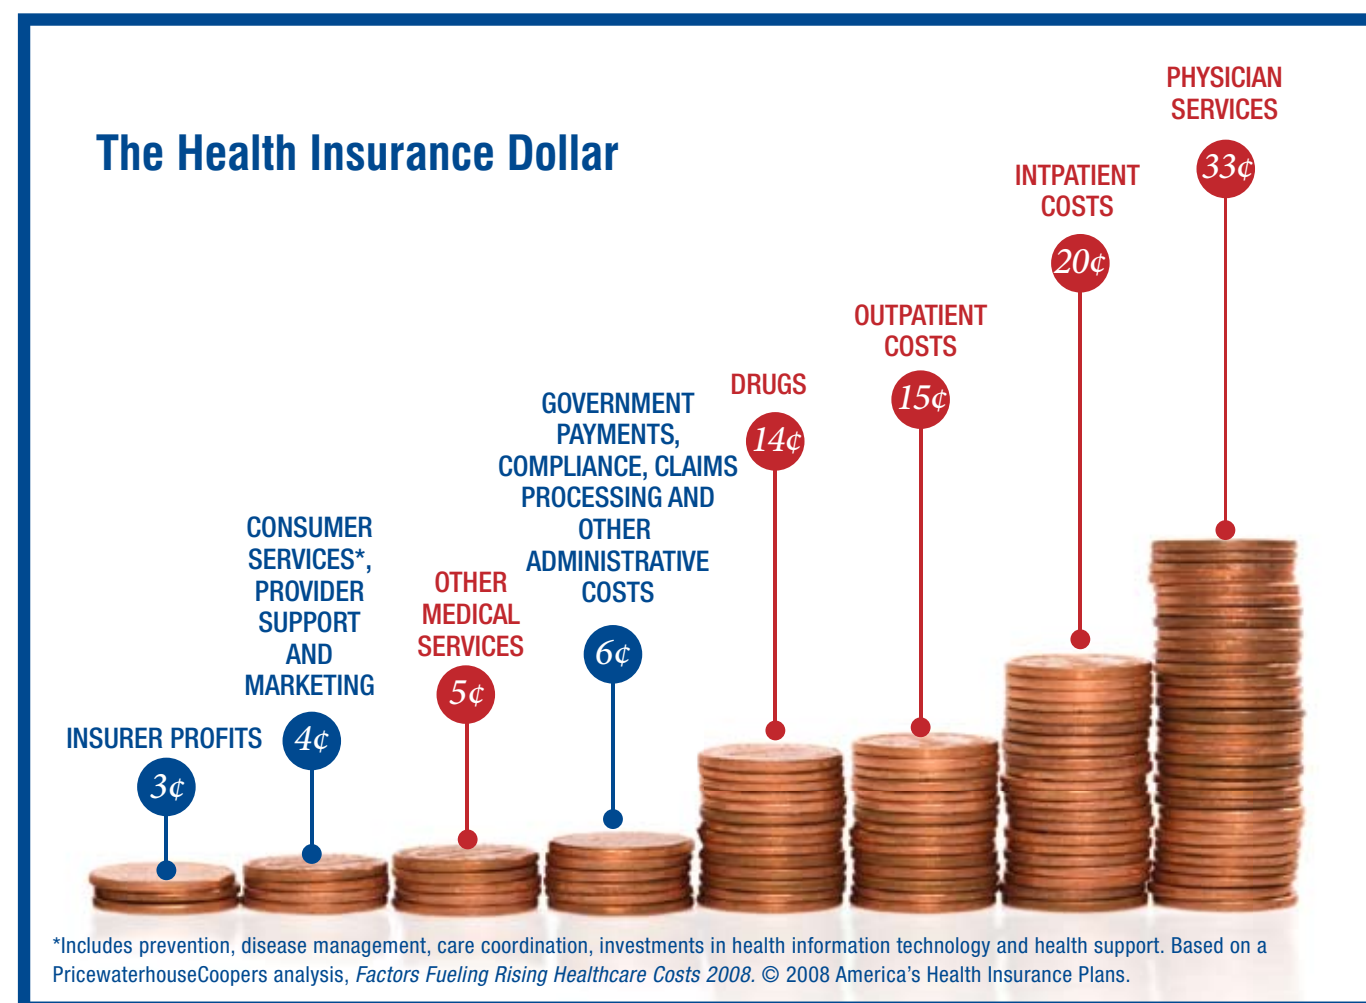 The Health Insurance Dollar
INSURER PROFITS
3¢
CONSUMER
SERVICES*,
PROVIDER
SUPPORT
AND
MARKETING
4¢
OTHER
MEDICAL
SERVICES
5¢
GOVERNMENT
PAYMENTS,
COMPLIANCE, CLAIMS
PROCESSING AND
OTHER
ADMINISTRATIVE
COSTS
6¢
DRUGS
14¢
OUTPATIENT
COSTS
15¢
INTPATIENT
COSTS
20¢
PHYSICIAN
SERVICES
33¢
*Includes prevention, disease management, care coordination, investments in health information technology and health support. Based on a
PricewaterhouseCoopers analysis, Factors Fueling Rising Healthcare Costs 2008. © 2008 America’s Health Insurance Plans.